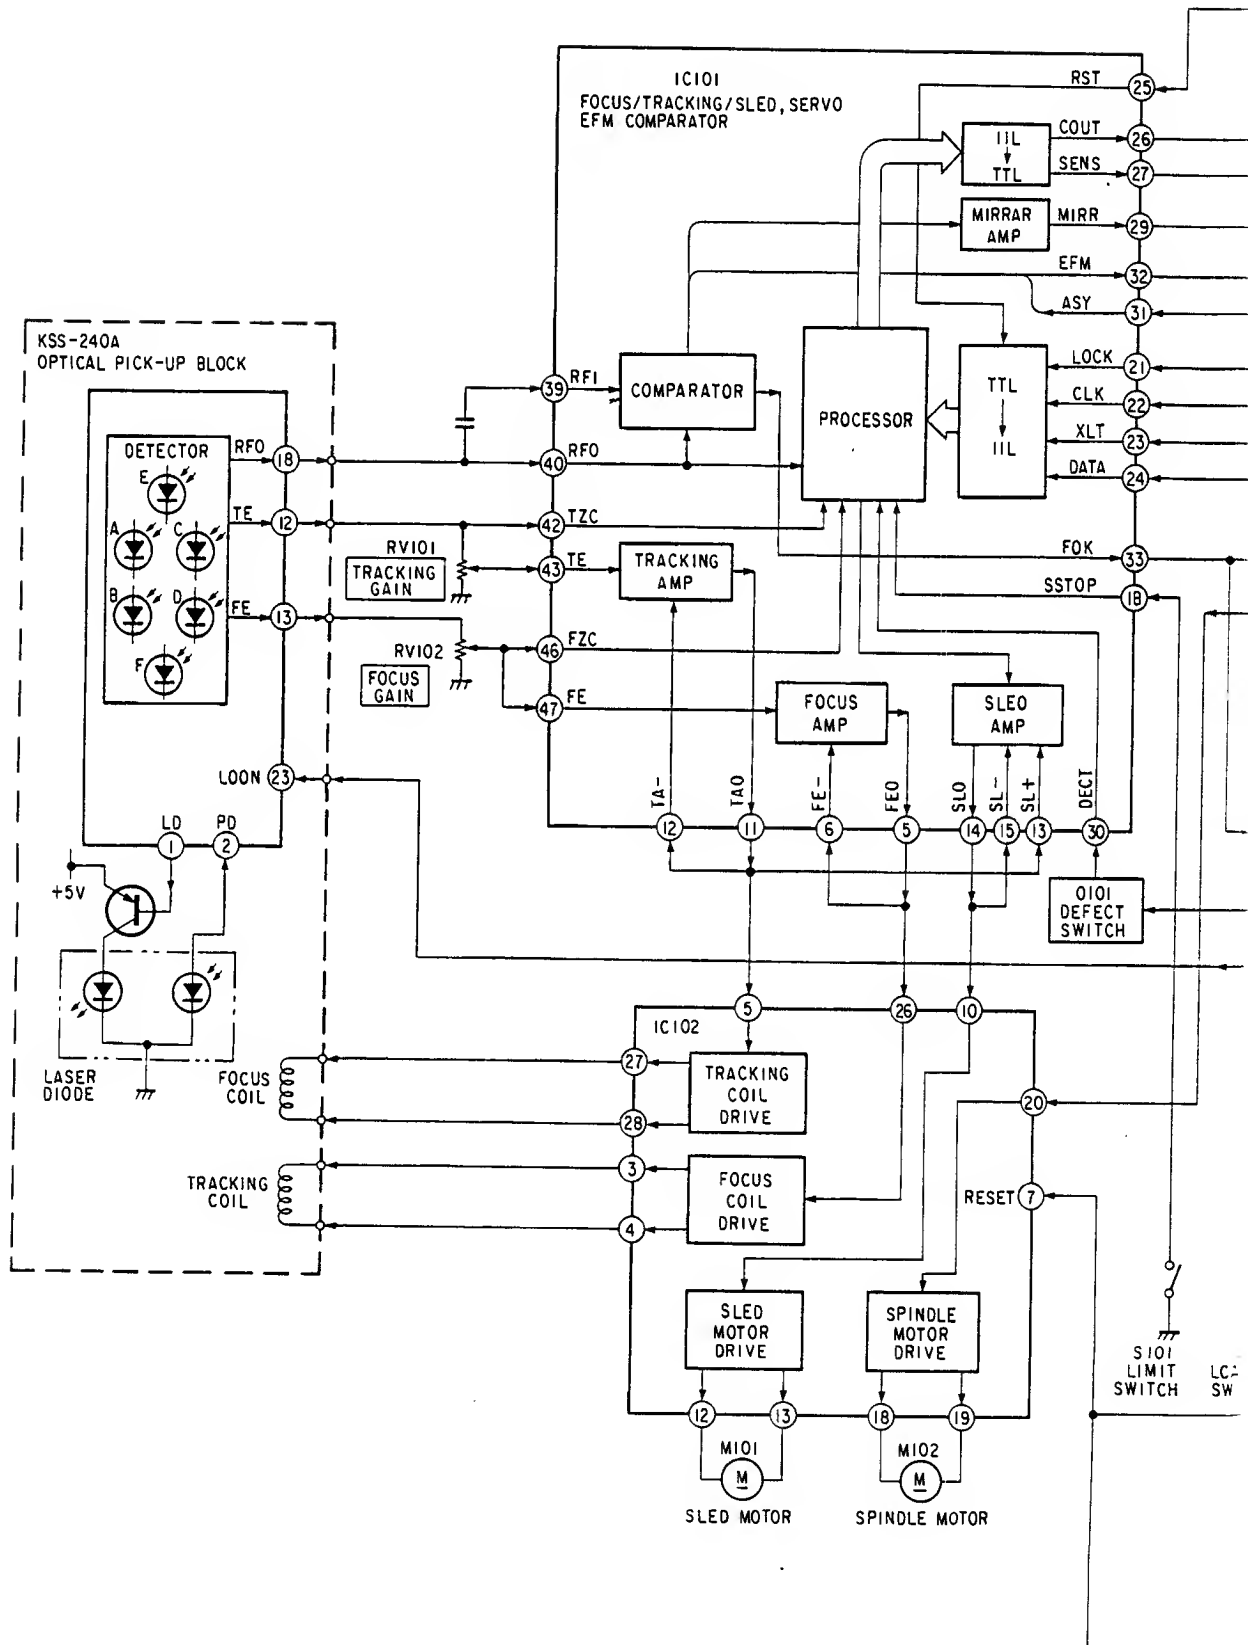 IC101
FOCUS/TRACKING/SLED, SERVO
EFM COMPARATOR
RST
25
IIL
TTL
COUT
26
SENS
27
MIRRAR
AMP
MIRR
29
EFM
32
ASY
31
KSS-240A
OPTICAL PICK-UP BLOCK
DETECTOR
E
A
C
B
D
F
RFO
18
TE
12
FE
13
LDON
23
LD
1
PD
2
+5V
LASER
DIODE
FOCUS
COIL
TRACKING
COIL
39
RFI
COMPARATOR
PROCESSOR
TTL
IIL
LOCK
21
CLK
22
XLT
23
DATA
24
40
RFO
42
TZC
RV101
TRACKING
GAIN
43
TE
TRACKING
AMP
FOK
33
SSTOP
18
RV102
FOCUS
GAIN
46
FZC
47
FE
FOCUS
AMP
SLED
AMP
TA-
TAO
FE-
FEO
SLO
SL-
SL+
DECT
12
11
6
5
14
15
13
30
Q101
DEFECT
SWITCH
IC102
5
26
10
27
28
TRACKING
COIL
DRIVE
20
3
4
FOCUS
COIL
DRIVE
RESET
7
SLED
MOTOR
DRIVE
SPINDLE
MOTOR
DRIVE
S101
LIMIT
SWITCH
SW
12
13
18
19
M101
M
SLED MOTOR
M102
M
SPINDLE MOTOR